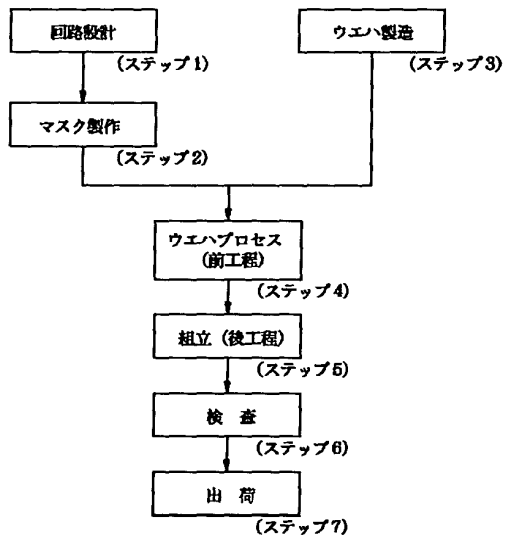 回路設計
(ステップ1)
ウエハ製造
(ステップ3)
マスク製作
(ステップ2)
ウエハプロセス
(前工程)
(ステップ4)
組立(後工程)
(ステップ5)
検 査
(ステップ6)
出 荷
(ステップ7)